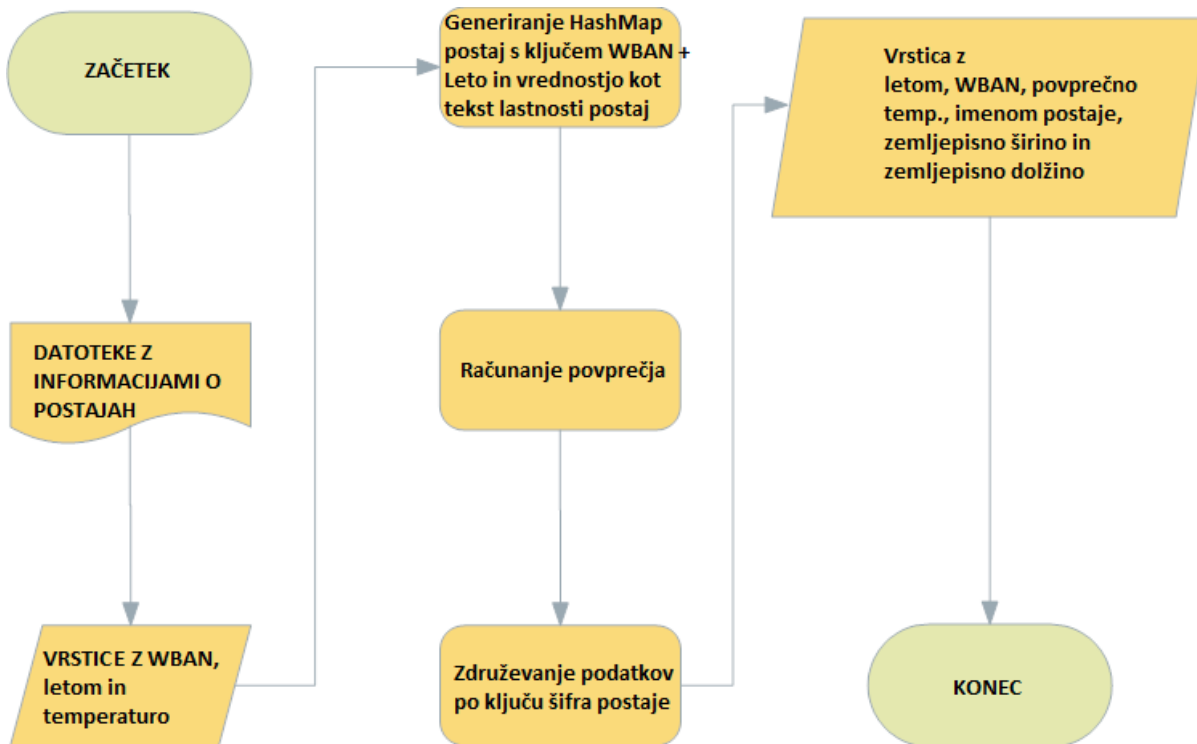 ZAČETEK
DATOTEKE Z
INFORMACIJAMI O
POSTAJAH
VRSTICE Z WBAN,
letom in
temperaturo
Generiranje HashMap
postaj s ključem WBAN +
Leto in vrednostjo kot
tekst lastnosti postaj
Računanje povprečja
Združevanje podatkov
po ključu šifra postaje
Vrstica z
letom, WBAN, povprečno
temp., imenom postaje,
zemljepisno širino in
zemljepisno dolžino
KONEC